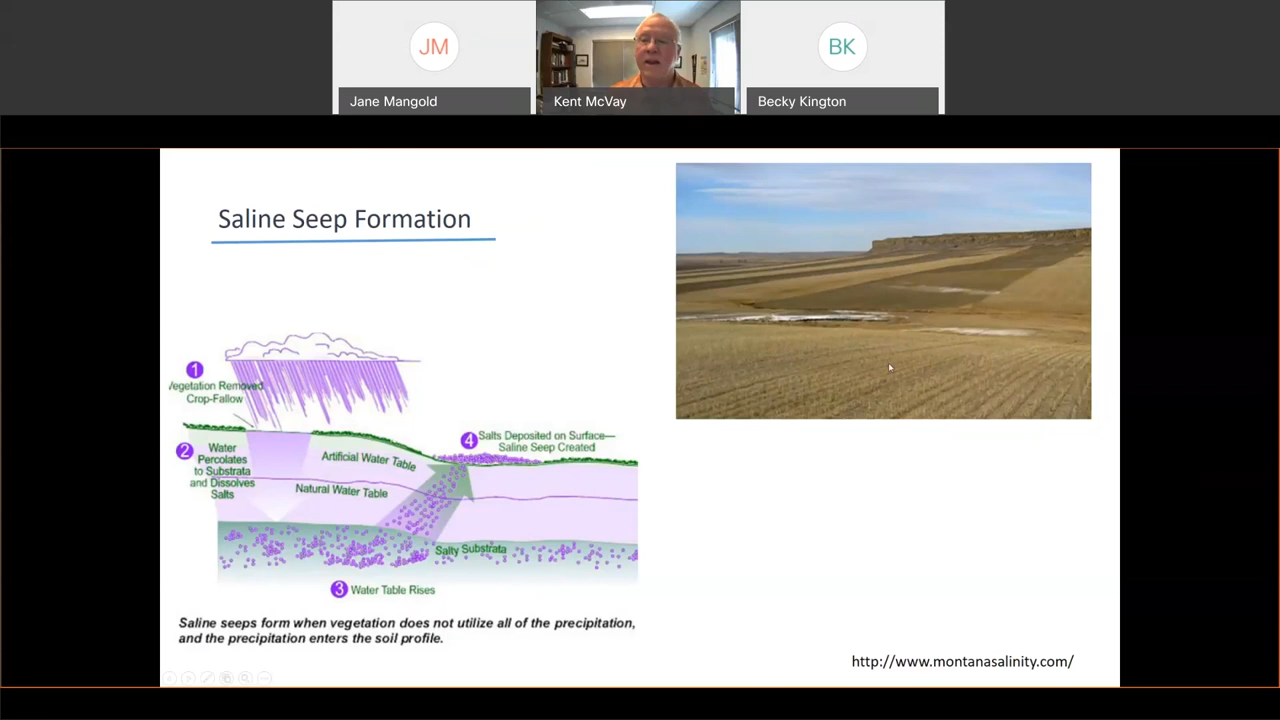 JM
BK
Jane Mangold
Kent McVay
Becky Kington
Saline Seep Formation
1
Vegetation Removed
Crop-Fallow
2
Water
Percolates
to Substrata
and Dissolves
Salts
Artificial Water Table
Natural Water Table
4
Salts Deposited on Surface—
Saline Seep Created
Salty Substrata
3 Water Table Rises
Saline seeps form when vegetation does not utilize all of the precipitation,
and the precipitation enters the soil profile.
http://www.montanasalinity.com/